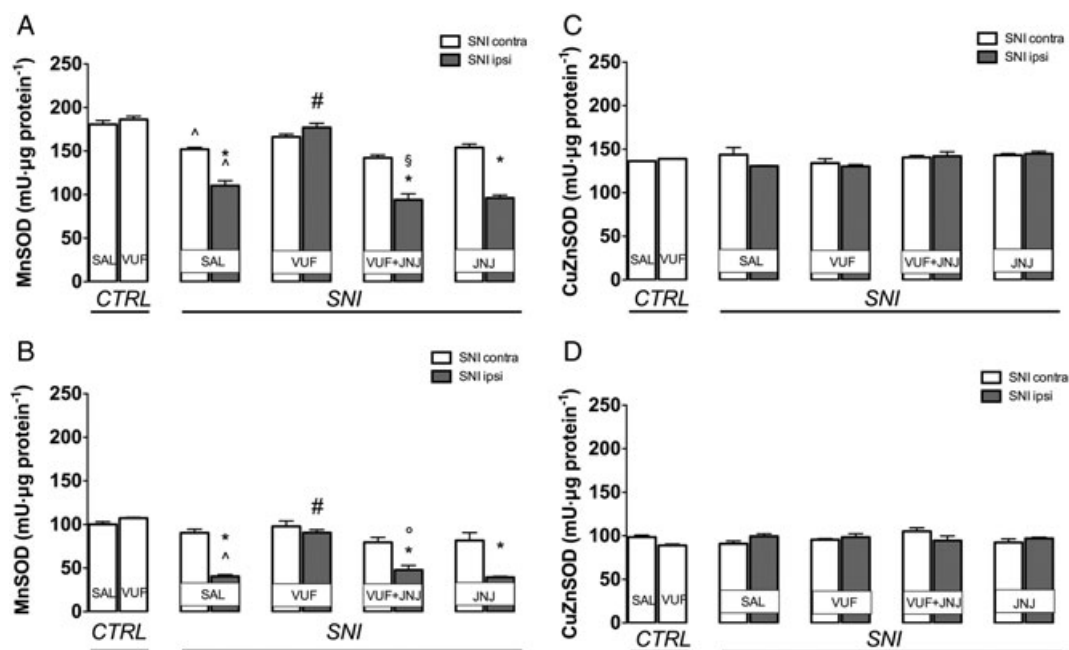 A
SNI contra
SNI ipsi
MnSOD (mU·µg protein⁻¹)
250
200
150
100
50
0
^
*
^
#
§
*
*
SAL VUF SAL VUF VUF+JNJ JNJ
CTRL SNI
B
SNI contra
SNI ipsi
MnSOD (mU·µg protein⁻¹)
250
200
150
100
50
0
*
^
#
°
*
*
SAL VUF SAL VUF VUF+JNJ JNJ
CTRL SNI
C
SNI contra
SNI ipsi
CuZnSOD (mU·µg protein⁻¹)
250
200
150
100
50
0
SAL VUF SAL VUF VUF+JNJ JNJ
CTRL SNI
D
SNI contra
SNI ipsi
CuZnSOD (mU·µg protein⁻¹)
250
200
150
100
50
0
SAL VUF SAL VUF VUF+JNJ JNJ
CTRL SNI